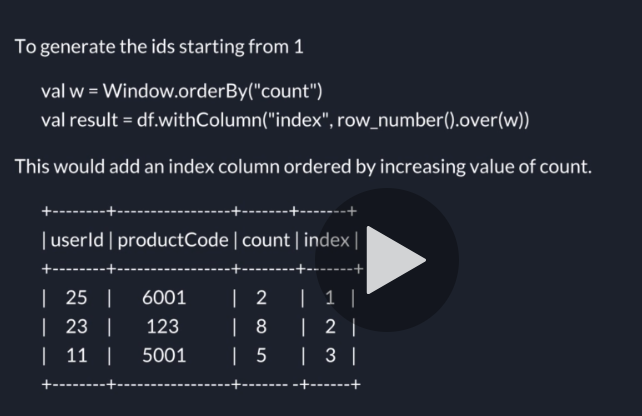 To generate the ids starting from 1
val w = Window.orderBy("count")
val result = df.withColumn("index", row_number().over(w))
This would add an index column ordered by increasing value of count.
+--------+-----------------+-------+-------+
| userId | productCode | count | index |
+--------+-----------------+--------+-------+
| 25 | 6001 | 2 | 1 |
| 23 | 123 | 8 | 2 |
| 11 | 5001 | 5 | 3 |
+--------+-----------------+------- -+------+